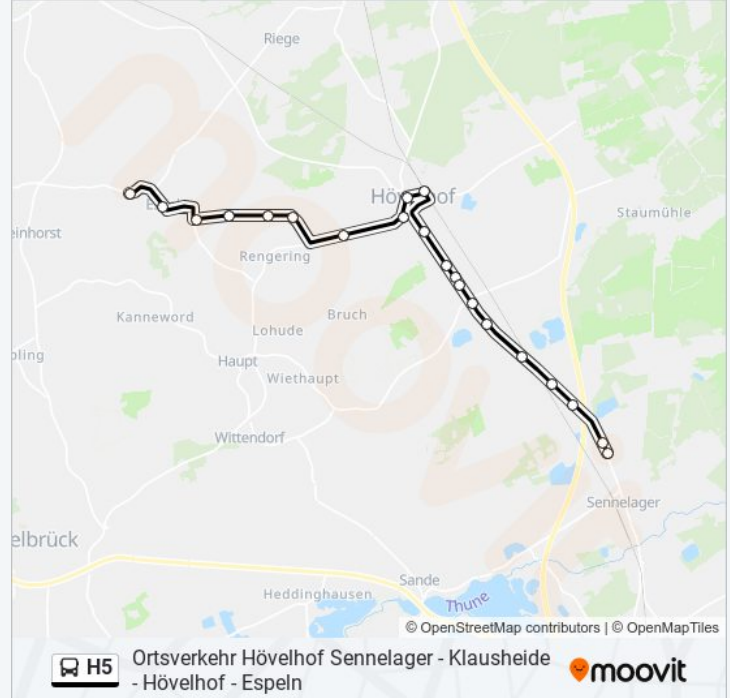 Riege
Hövelhof
Staumühle
einhorst
Rengering
Kanneword
Bruch
Lohude
pling
Haupt
Wiethaupt
Wittendorf
Sennelager
elbrück
Sande
Heddinghausen
Thune
© OpenStreetMap contributors | © OpenMapTiles
H5
Ortsverkehr Hövelhof Sennelager - Klausheide
- Hövelhof - Espeln
moovit